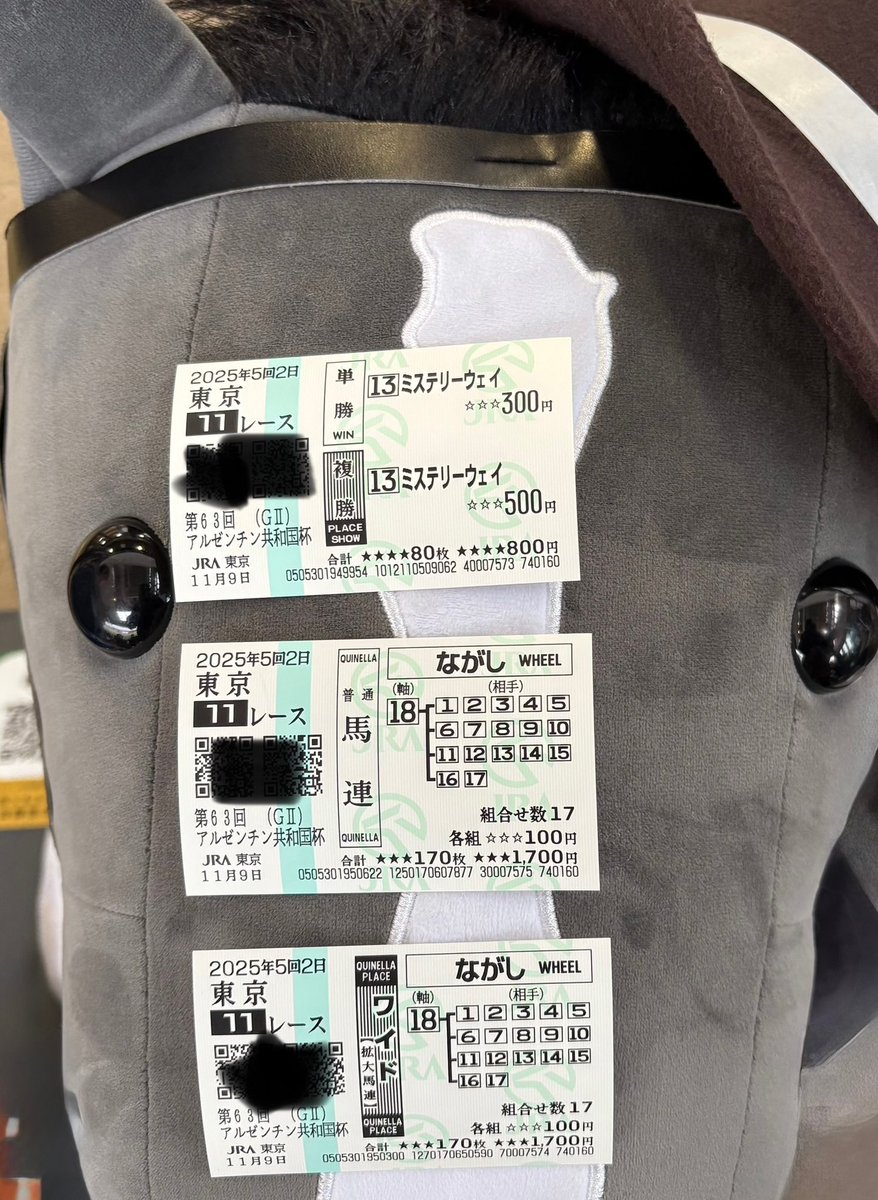 2025年5回2日
東京
11レース
第63回 (GⅡ)
アルゼンチン共和国杯
JRA 東京
11月9日
単勝
WIN
13 ミステリーウェイ
☆☆☆300円
複勝
PLACE
SHOW
13 ミステリーウェイ
☆☆☆500円
合計 ★★★★80枚 ★★★★800円
0505301949954 1012110509062 40007573 740160
2025年5回2日
東京
11レース
第63回 (GⅡ)
アルゼンチン共和国杯
JRA 東京
11月9日
QUINELLA
普通
馬連
QUINELLA
ながし WHEEL
(軸) (相手)
18 1 2 3 4 5
6 7 8 9 10
11 12 13 14 15
16 17
組合せ数17
各組 ☆☆☆100円
合計 ★★★170枚 ★★★1,700円
0505301950622 1250170607877 30007575 740160
2025年5回2日
東京
11レース
第63回 (GⅡ)
アルゼンチン共和国杯
JRA 東京
11月9日
QUINELLA
PLACE
ワイド
【拡大馬連】
QUINELLA
PLACE
ながし WHEEL
(軸) (相手)
18 1 2 3 4 5
6 7 8 9 10
11 12 13 14 15
16 17
組合せ数17
各組 ☆☆☆100円
合計 ★★★170枚 ★★★1,700円
0505301950300 1270170650590 70007574 740160